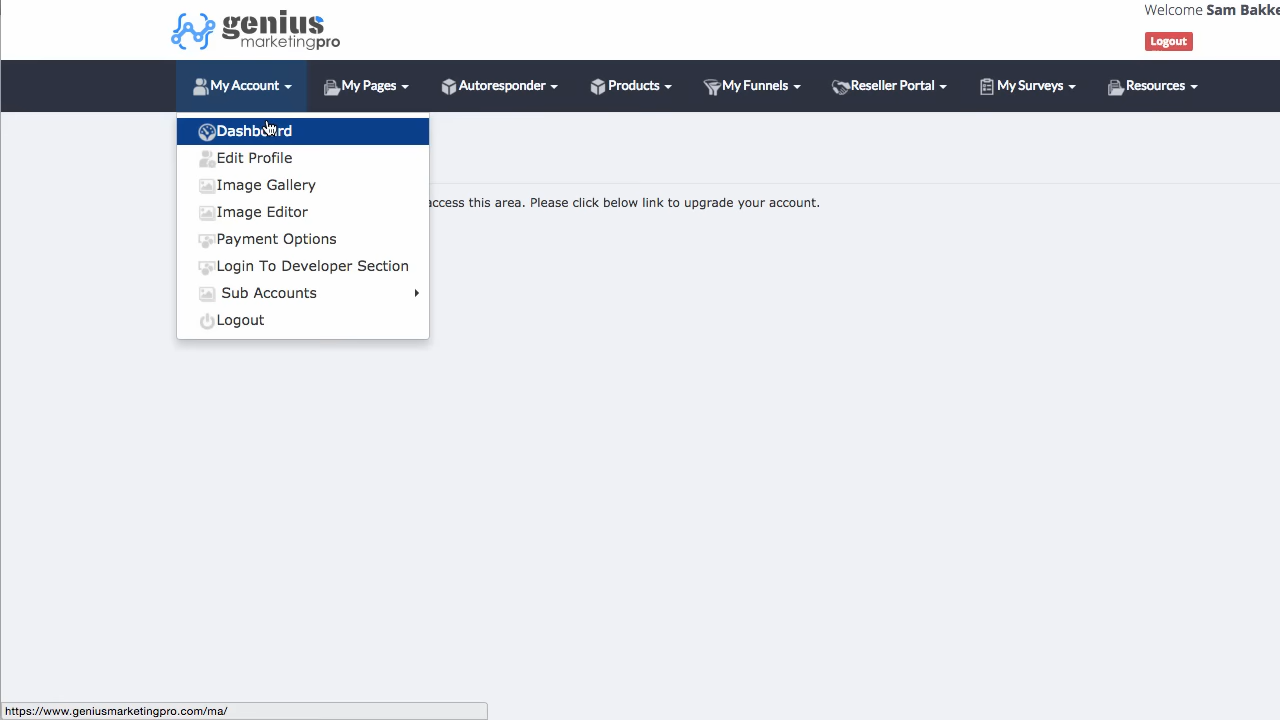 genius
marketingpro
Welcome Sam Bakke
Logout
My Account
My Pages
Autoresponder
Products
My Funnels
Reseller Portal
My Surveys
Resources
Dashboard
Edit Profile
Image Gallery
Image Editor
Payment Options
Login To Developer Section
Sub Accounts
Logout
access this area. Please click below link to upgrade your account.
https://www.geniusmarketingpro.com/ma/